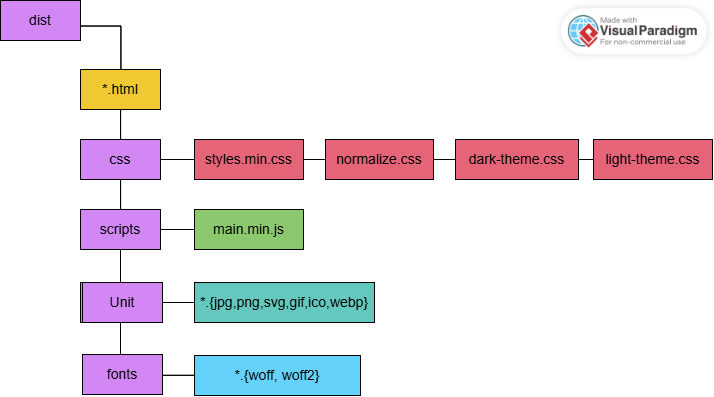 dist
Made with
Visual Paradigm
For non-commercial use
*.html
css
styles.min.css
normalize.css
dark-theme.css
light-theme.css
scripts
main.min.js
Unit
*.{jpg,png,svg,gif,ico,webp}
fonts
*.{woff, woff2}